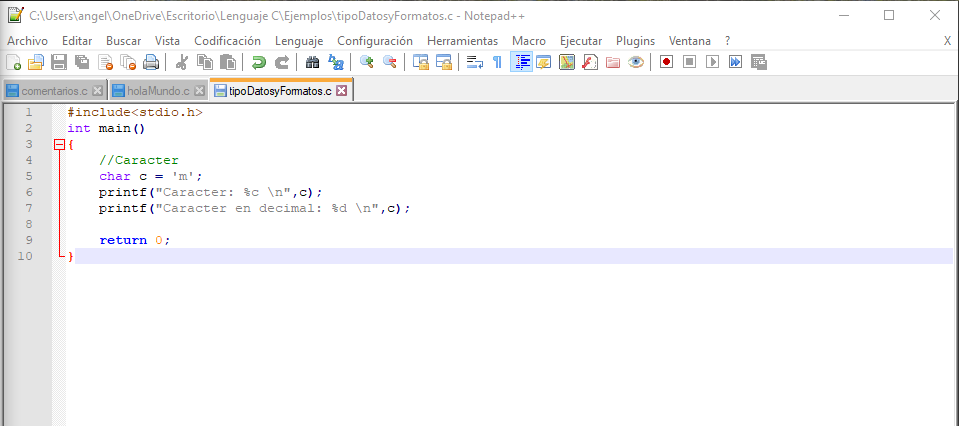 C:\Users\angel\OneDrive\Escritorio\Lenguaje C\Ejemplos\tipoDatosyFormatos.c - Notepad++
Archivo Editar Buscar Vista Codificación Lenguaje Configuración Herramientas Macro Ejecutar Plugins Ventana ? X
comentarios.c holaMundo.c tipoDatosyFormatos.c
1 #include<stdio.h>
2 int main()
3 {
4 //Caracter
5 char c = 'm';
6 printf("Caracter: %c \n",c);
7 printf("Caracter en decimal: %d \n",c);
8
9 return 0;
10 }